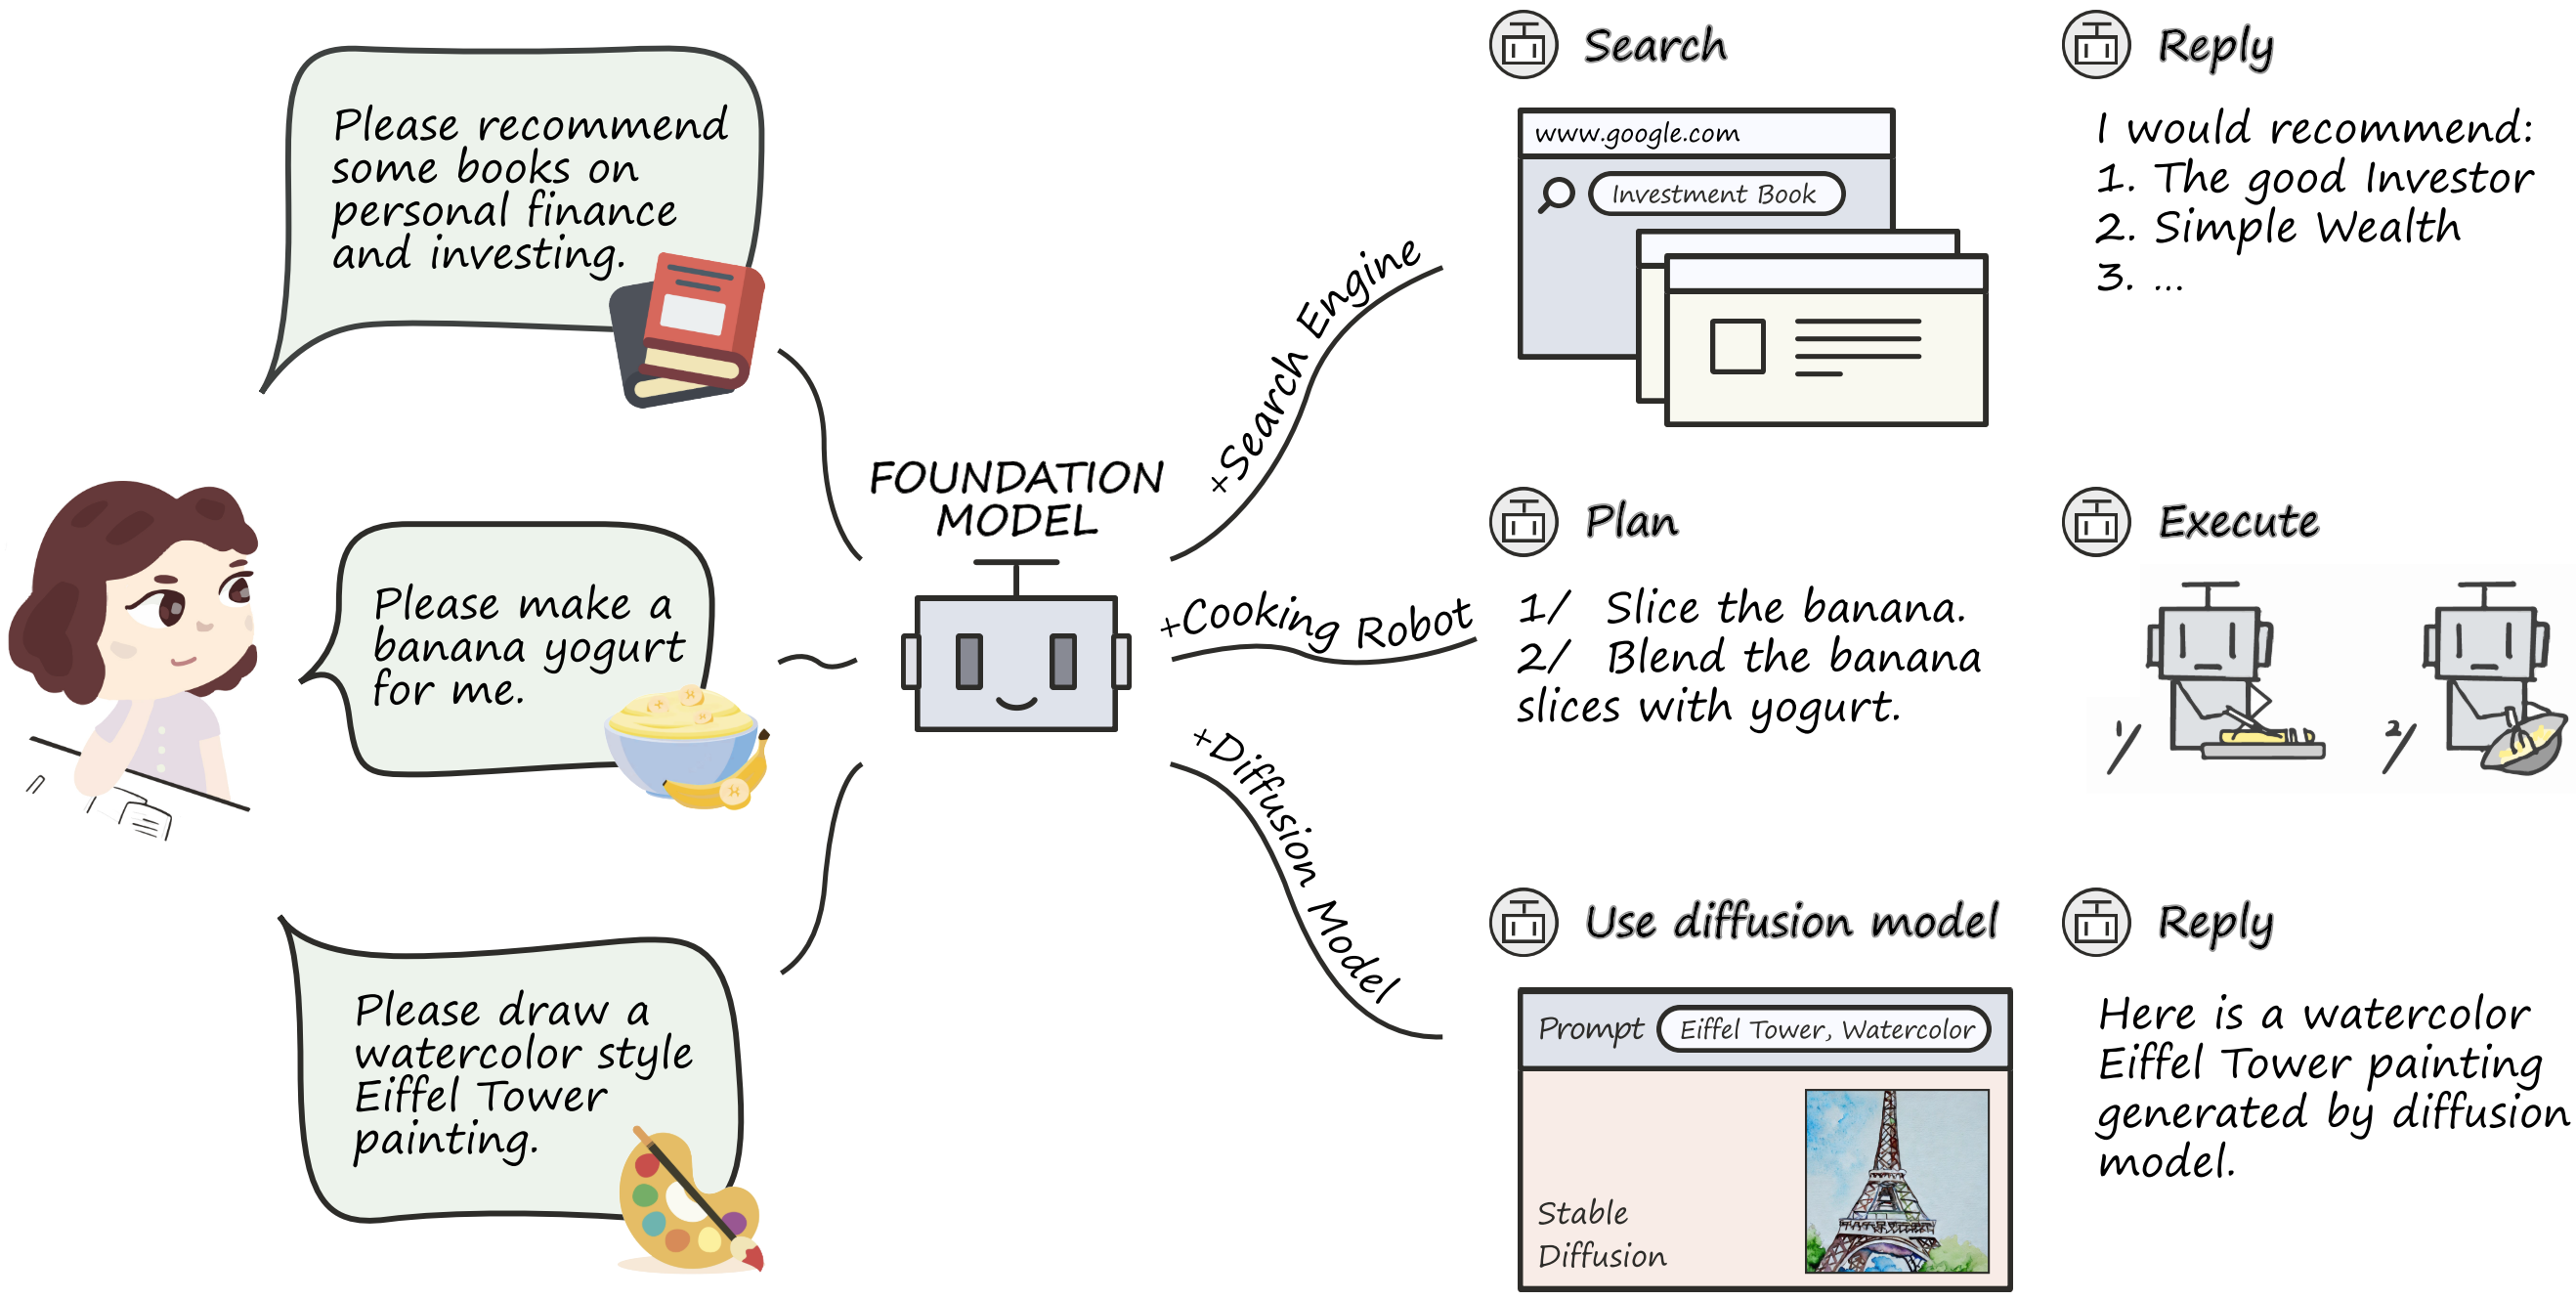 Please recommend
some books on
personal finance
and investing.
Please make a
banana yogurt
for me.
Please draw a
watercolor style
Eiffel Tower
painting.
FOUNDATION
MODEL
+Search Engine
+Cooking Robot
+Diffusion Model
Search
www.google.com
Investment Book
Reply
I would recommend:
1. The good Investor
2. Simple Wealth
3. ...
Plan
1/ Slice the banana.
2/ Blend the banana
slices with yogurt.
Execute
1/
2/
Use diffusion model
Prompt
Eiffel Tower, Watercolor
Stable
Diffusion
Reply
Here is a watercolor
Eiffel Tower painting
generated by diffusion
model.